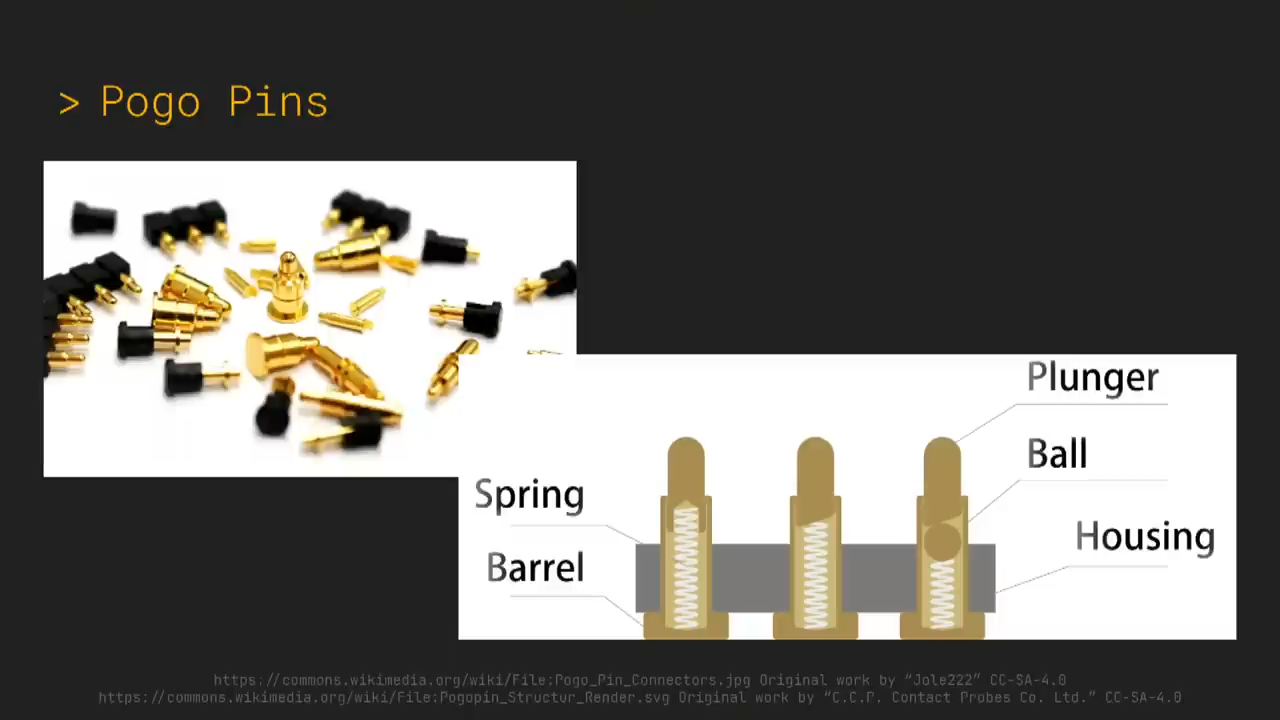 > Pogo Pins
Plunger
Ball
Spring
Housing
Barrel
https://commons.wikimedia.org/wiki/File:Pogo_Pin_Connectors.jpg Original work by “Jole222” CC-SA-4.0
https://commons.wikimedia.org/wiki/File:Pogopin_Structur_Render.svg Original work by “C.C.P. Contact Probes Co. Ltd.” CC-SA-4.0